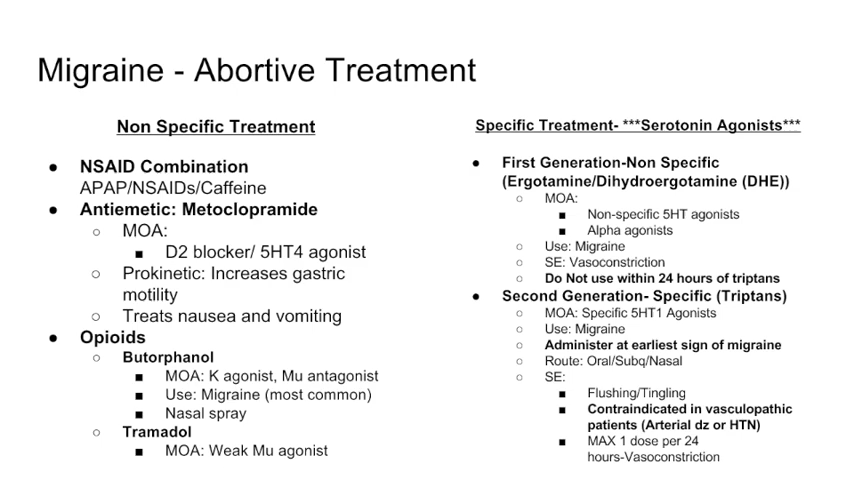 Migraine - Abortive Treatment
Non Specific Treatment
● NSAID Combination
APAP/NSAIDs/Caffeine
● Antiemetic: Metoclopramide
○ MOA:
■ D2 blocker/ 5HT4 agonist
○ Prokinetic: Increases gastric
motility
○ Treats nausea and vomiting
● Opioids
○ Butorphanol
■ MOA: K agonist, Mu antagonist
■ Use: Migraine (most common)
■ Nasal spray
○ Tramadol
■ MOA: Weak Mu agonist
Specific Treatment- ***Serotonin Agonists***
● First Generation-Non Specific
(Ergotamine/Dihydroergotamine (DHE))
○ MOA:
■ Non-specific 5HT agonists
■ Alpha agonists
○ Use: Migraine
○ SE: Vasoconstriction
○ Do Not use within 24 hours of triptans
● Second Generation- Specific (Triptans)
○ MOA: Specific 5HT1 Agonists
○ Use: Migraine
○ Administer at earliest sign of migraine
○ Route: Oral/Subq/Nasal
○ SE:
■ Flushing/Tingling
■ Contraindicated in vasculopathic
patients (Arterial dz or HTN)
■ MAX 1 dose per 24
hours-Vasoconstriction